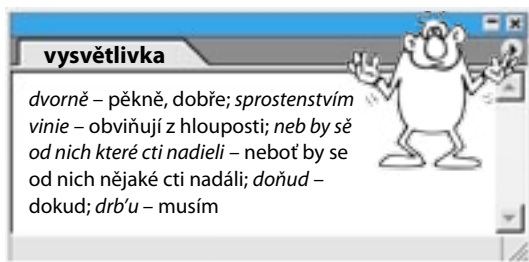 vysvětlivka
dvorně – pěkně, dobře; sprostenstvím
vinie – obviňují z hlouposti; neb by sě
od nich které cti nadieli – neboť by se
od nich nějaké cti nadáli; doňud –
dokud; drb'u – musím